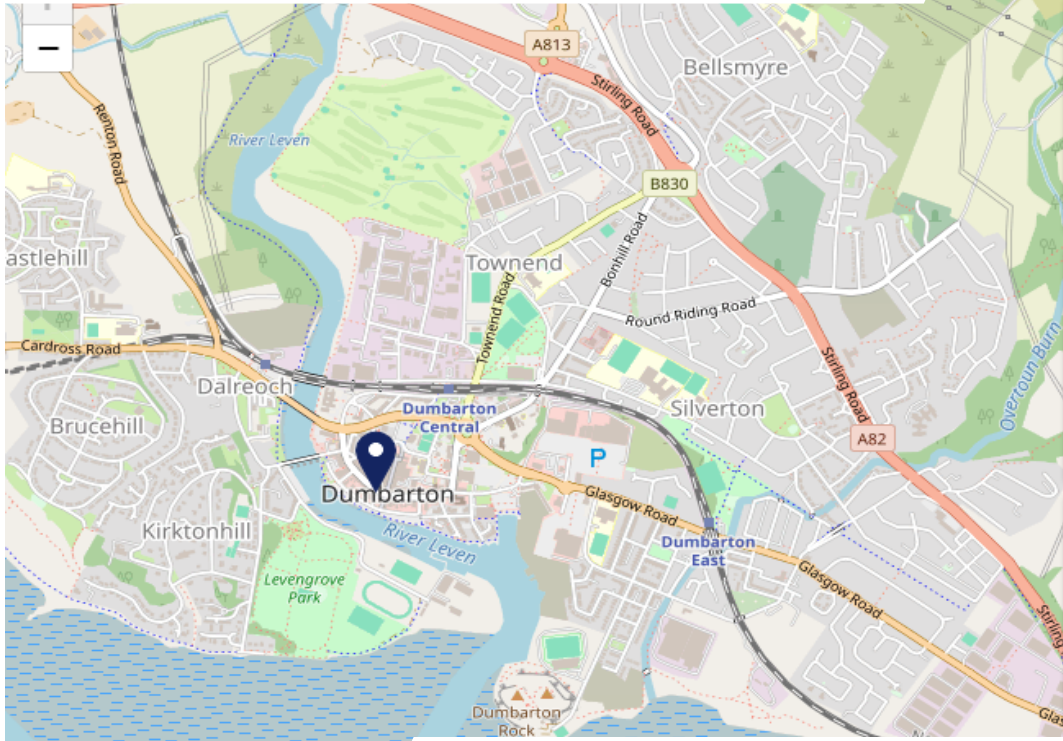 −
A813
Bellsmyre
Stirling Road
Renton Road
River Leven
B830
Bonhill Road
astlehill
Townend
Townend Road
Round Riding Road
Cardross Road
Stirling Road
Overtoun Burn
Dalreoch
Dumbarton
Central
Silverton
Brucehill
A82
P
Dumbarton
Glasgow Road
Kirktonhill
River Leven
Dumbarton
East
Levengrove
Park
Glasgow Road
Stirling
Dumbarton
Rock
Glas
N